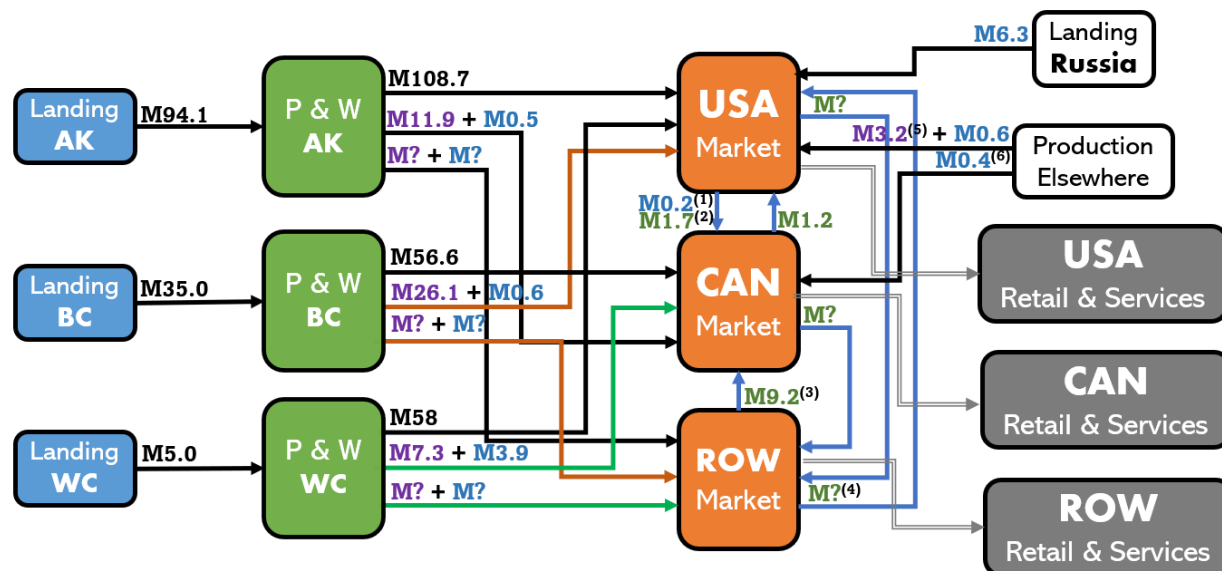 Landing
AK
M94.1
P & W
AK
M108.7
M11.9 + M0.5
M? + M?
Landing
BC
M35.0
P & W
BC
M56.6
M26.1 + M0.6
M? + M?
Landing
WC
M5.0
P & W
WC
M58
M7.3 + M3.9
M? + M?
USA
Market
M0.2(1)
M1.7(2)
M1.2
CAN
Market
M9.2(3)
ROW
Market
M6.3
Landing
Russia
M?
M3.2(5) + M0.6
M0.4(6)
Production
Elsewhere
M?
M?(4)
USA
Retail & Services
CAN
Retail & Services
ROW
Retail & Services